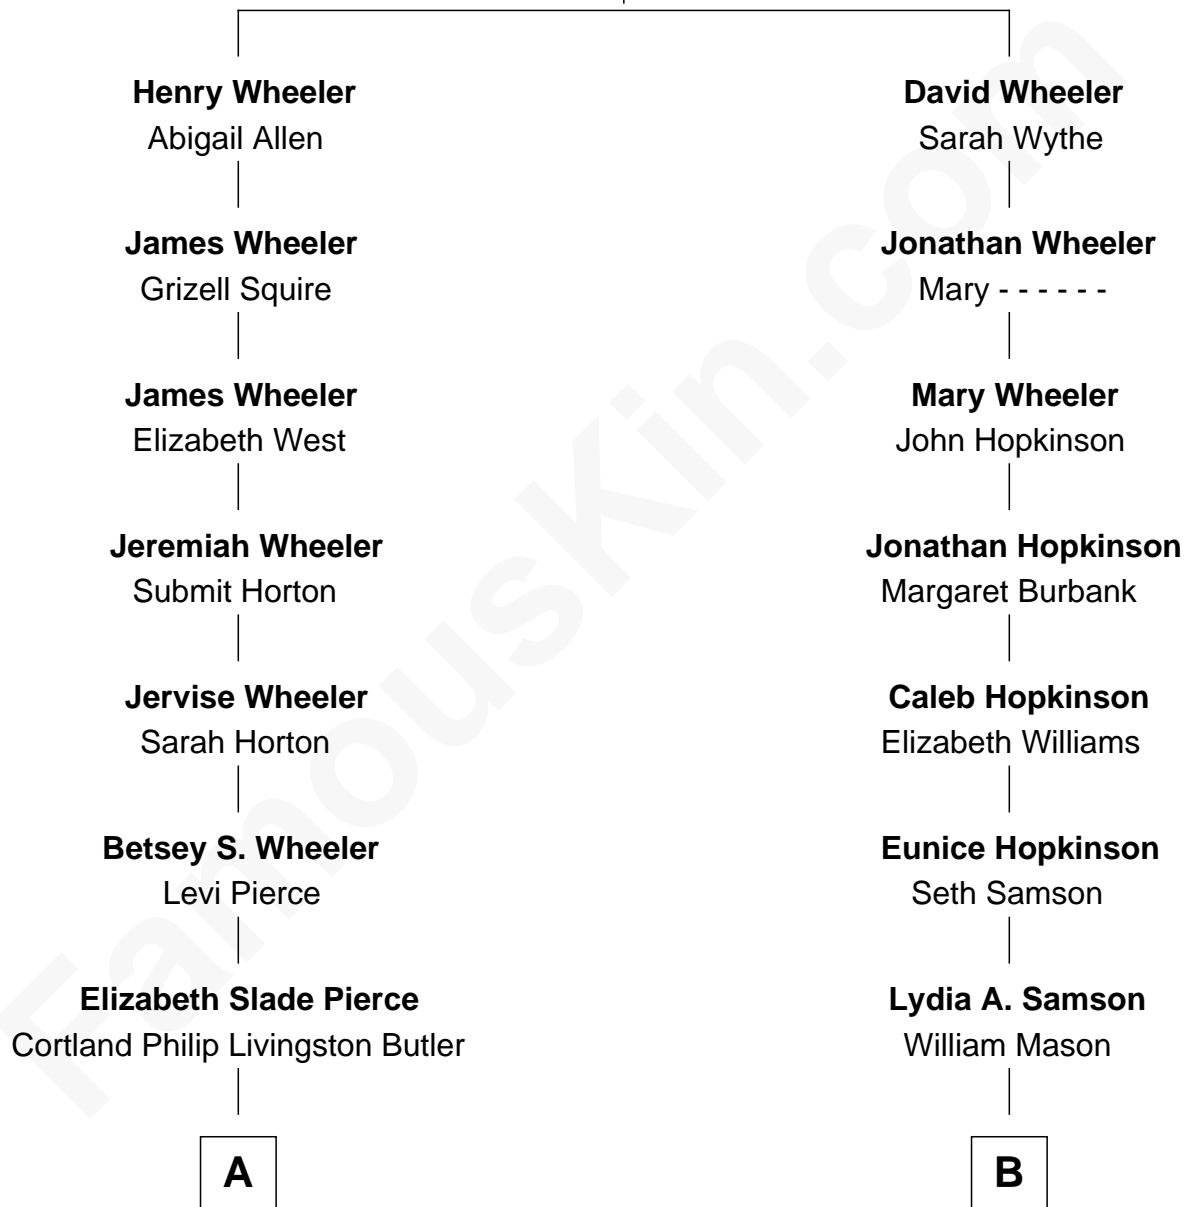 Henry Wheeler
Abigail Allen
James Wheeler
Grizell Squire
James Wheeler
Elizabeth West
Jeremiah Wheeler
Submit Horton
Jervise Wheeler
Sarah Horton
Betsey S. Wheeler
Levi Pierce
Elizabeth Slade Pierce
Cortland Philip Livingston Butler
A
David Wheeler
Sarah Wythe
Jonathan Wheeler
Mary - - - - - -
Mary Wheeler
John Hopkinson
Jonathan Hopkinson
Margaret Burbank
Caleb Hopkinson
Elizabeth Williams
Eunice Hopkinson
Seth Samson
Lydia A. Samson
William Mason
B
FamousKin.com